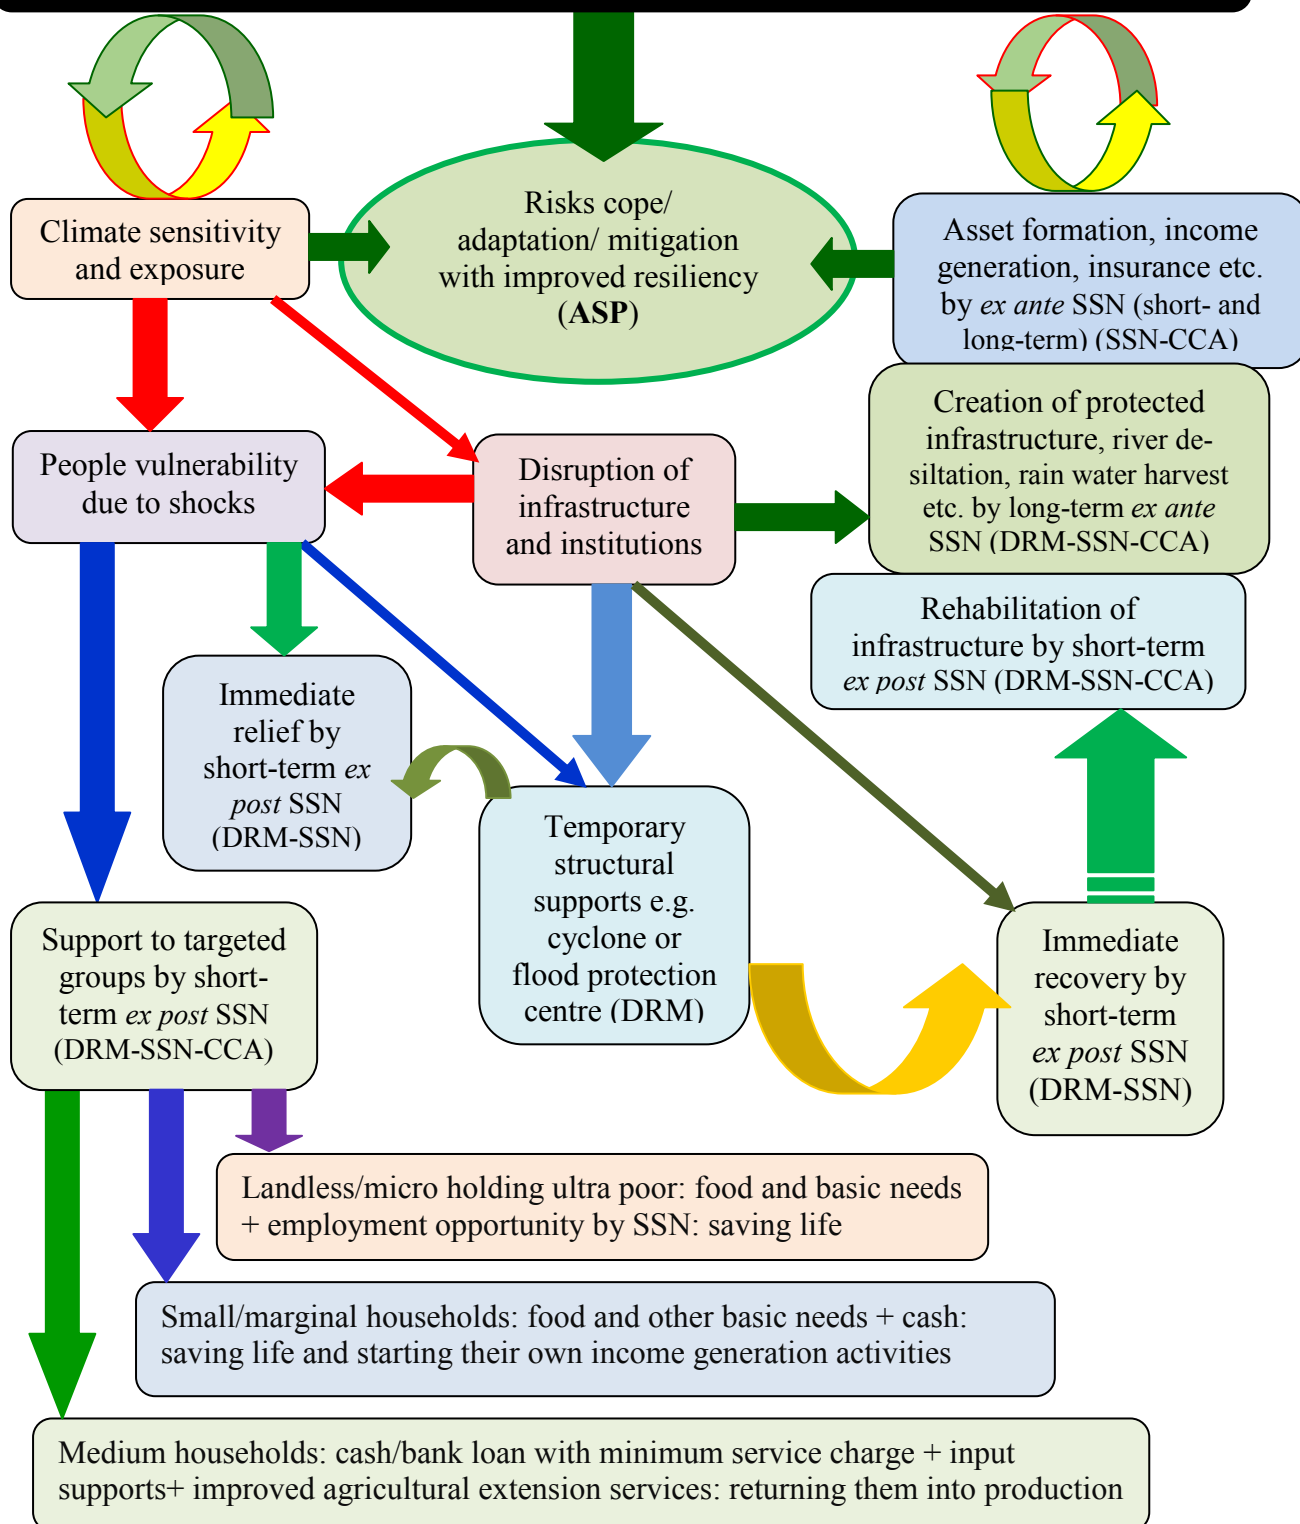 Climate sensitivity
and exposure
Risks cope/
adaptation/ mitigation
with improved resiliency
(ASP)
Asset formation, income
generation, insurance etc.
by ex ante SSN (short- and
long-term) (SSN-CCA)
Creation of protected
infrastructure, river de-
siltation, rain water harvest
etc. by long-term ex ante
SSN (DRM-SSN-CCA)
People vulnerability
due to shocks
Disruption of
infrastructure
and institutions
Rehabilitation of
infrastructure by short-term
ex post SSN (DRM-SSN-CCA)
Immediate
relief by
short-term ex
post SSN
(DRM-SSN)
Temporary
structural
supports e.g.
cyclone or
flood protection
centre (DRM)
Support to targeted
groups by short-
term ex post SSN
(DRM-SSN-CCA)
Immediate
recovery by
short-term
ex post SSN
(DRM-SSN)
Landless/micro holding ultra poor: food and basic needs
+ employment opportunity by SSN: saving life
Small/marginal households: food and other basic needs + cash:
saving life and starting their own income generation activities
Medium households: cash/bank loan with minimum service charge + input
supports+ improved agricultural extension services: returning them into production